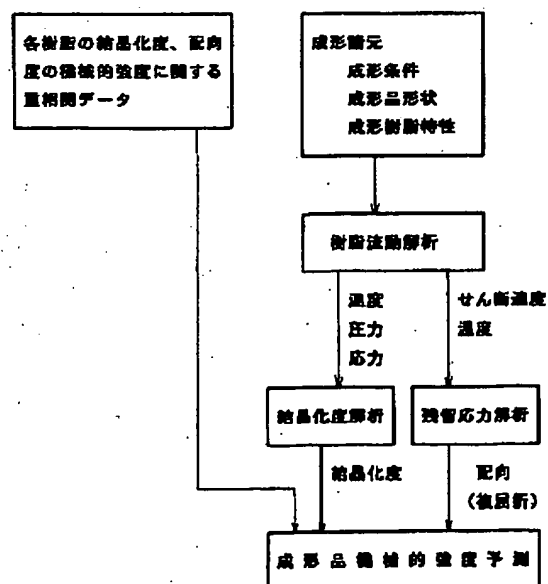 各樹脂の結晶化度、配向
度の機械的強度に関する
重相関データ
成形諸元
成形条件
成形品形状
成形樹脂特性
樹脂流動解析
温度
圧力
応力
せん断速度
温度
結晶化度解析
残留応力解析
結晶化度
配向
(複屈折)
成形品機械的強度予測